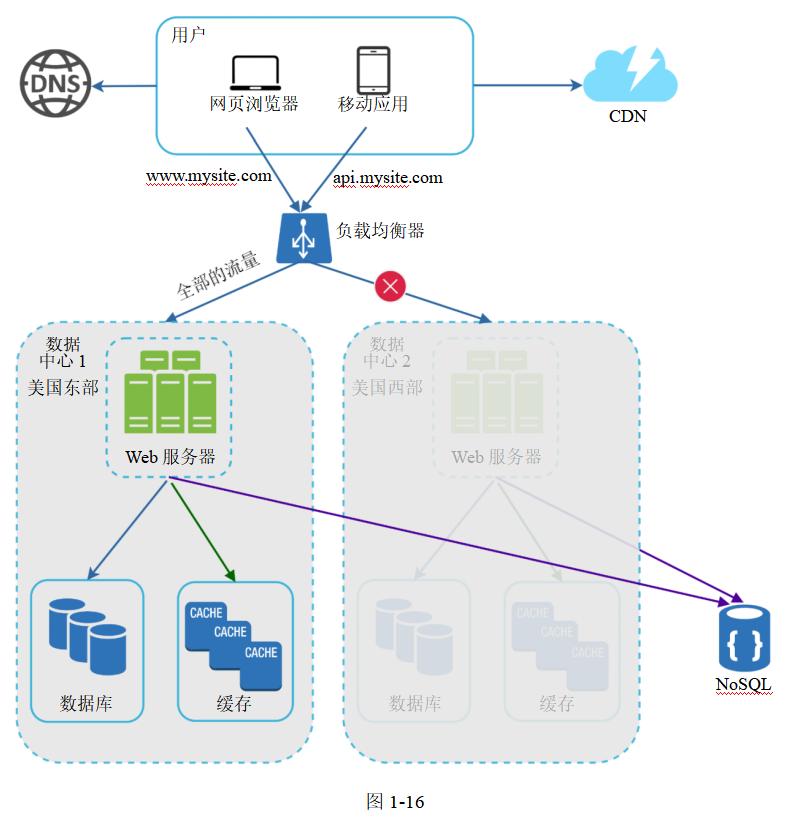 用户
DNS
网页浏览器
移动应用
CDN
www.mysite.com
api.mysite.com
负载均衡器
全部的流量
数据
中心 1
美国东部
Web 服务器
数据
中心 2
美国西部
Web 服务器
CACHE
CACHE
CACHE
数据库
缓存
CACHE
CACHE
CACHE
数据库
缓存
{ }
NoSQL
图 1-16